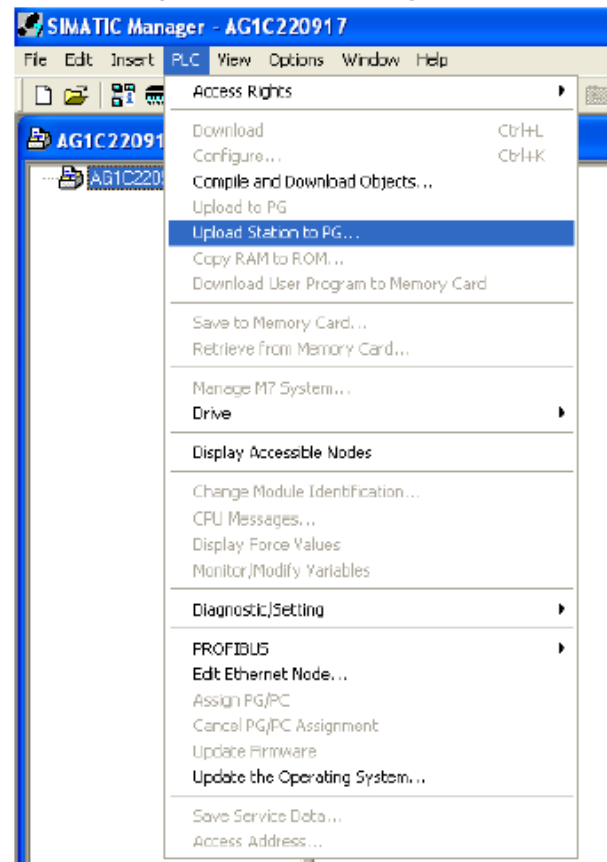 SIMATIC Manager - AG1C220917
File Edit Insert PLC View Options Window Help
Access Rights
AG1C22091
Download Ctrl+L
Configure... Ctrl+K
AG1C220
Compile and Download Objects...
Upload to PG
Upload Station to PG...
Copy RAM to ROM...
Download User Program to Memory Card
Save to Memory Card...
Retrieve from Memory Card...
Manage M7 System...
Drive
Display Accessible Nodes
Change Module Identification...
CPU Messages...
Display Force Values
Monitor/Modify Variables
Diagnostic/Setting
PROFIBUS
Edit Ethernet Node...
Assign PG/PC
Cancel PG/PC Assignment
Update Firmware
Update the Operating System...
Save Service Data...
Access Address...